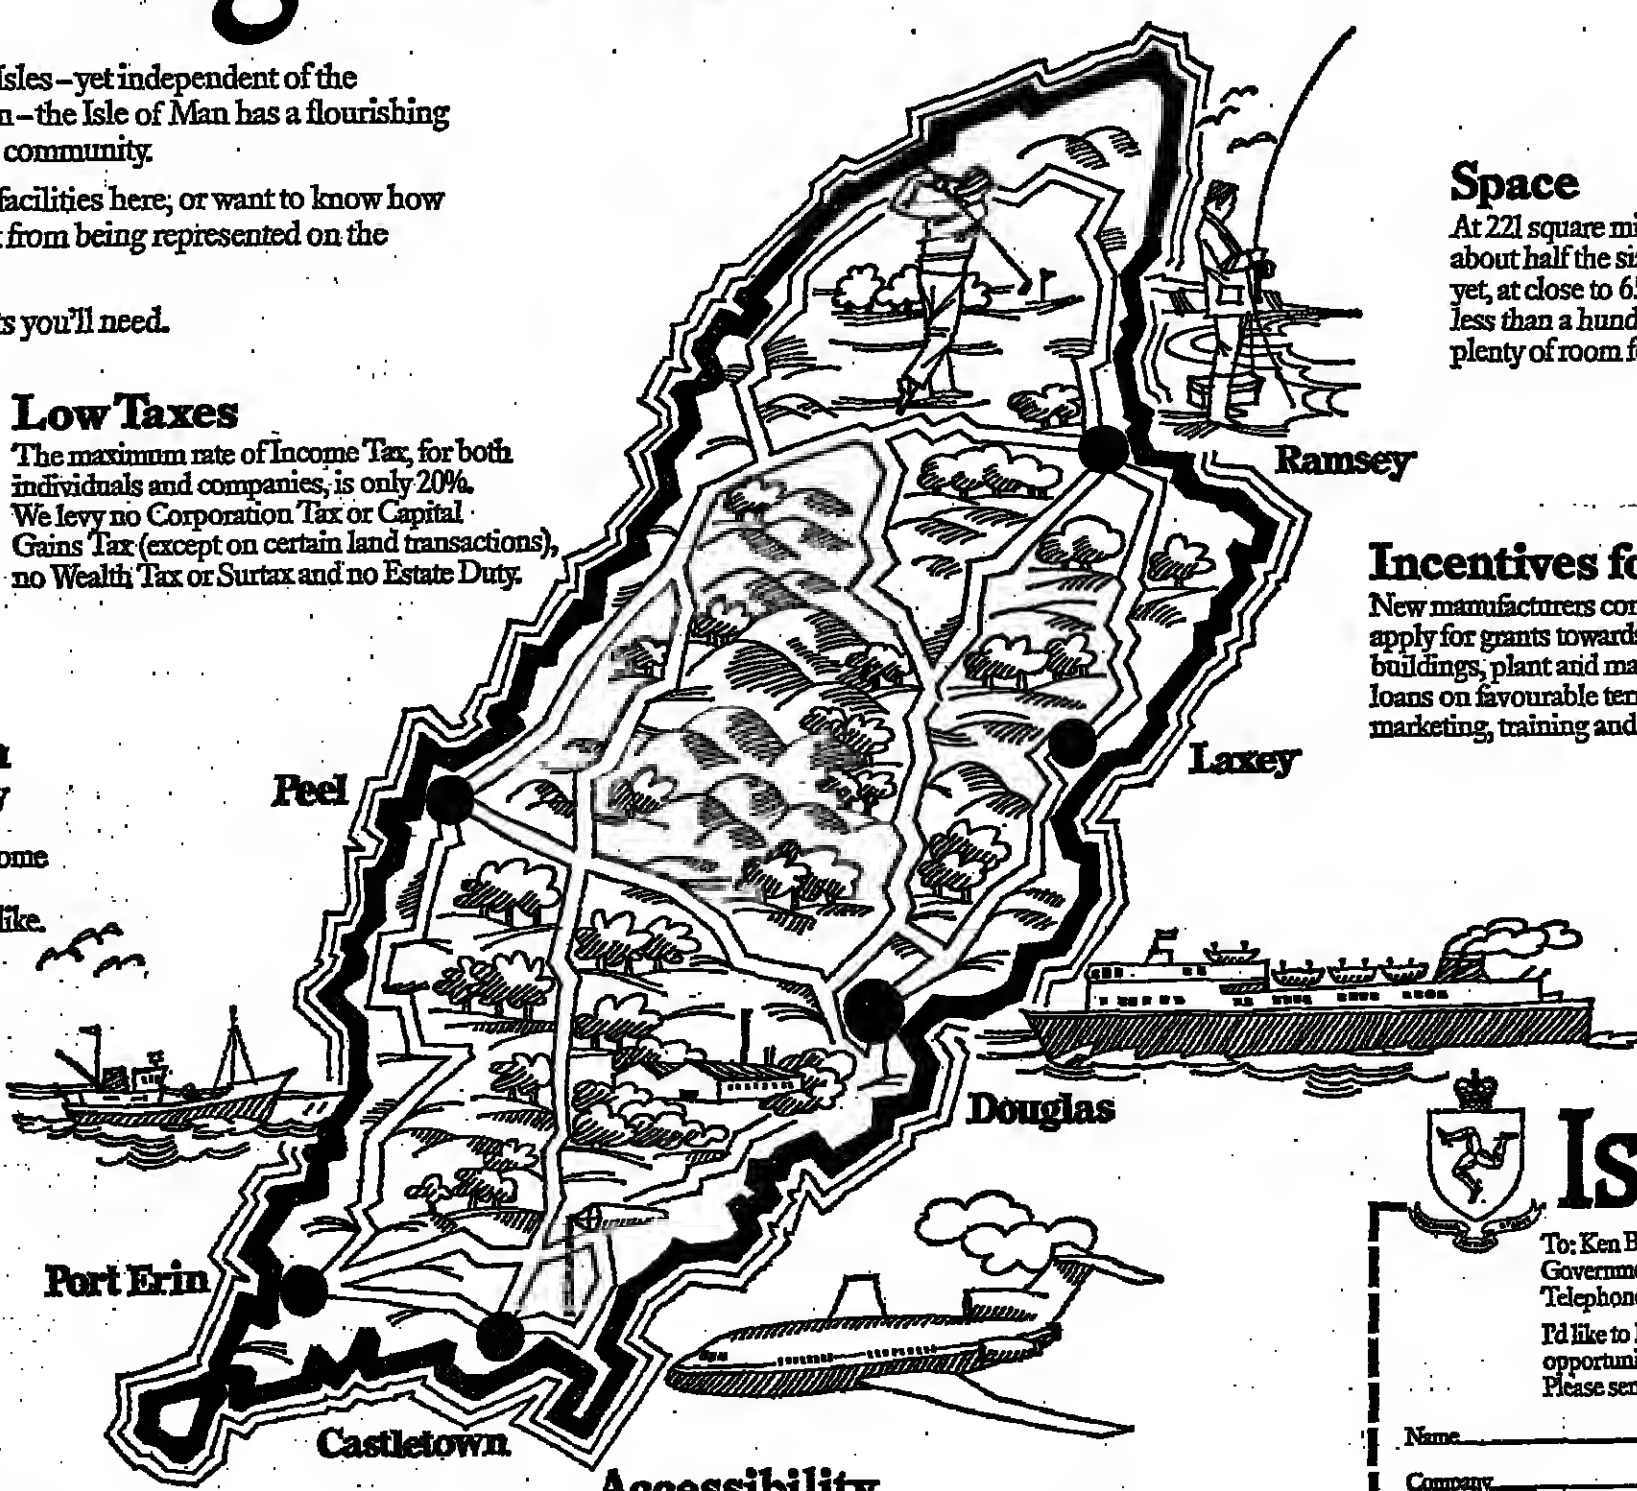 Isles–yet independent of the
–the Isle of Man has a flourishing
community.
facilities here; or want to know how
from being represented on the
you'll need.
Low Taxes
The maximum rate of Income Tax, for both
individuals and companies, is only 20%.
We levy no Corporation Tax or Capital
Gains Tax (except on certain land transactions),
no Wealth Tax or Surtax and no Estate Duty.
Space
At 221 square mi
about half the si
yet, at close to 6
less than a hund
plenty of room f
Ramsey
Incentives fo
New manufacturers con
apply for grants towards
buildings, plant and ma
loans on favourable ter
marketing, training and
Laxey
Peel
ome
like.
Douglas
Port Erin
Castletown
Accessibility
Is
To: Ken B
Governme
Telephone
I'd like to
opportuni
Please sen
Name
Company